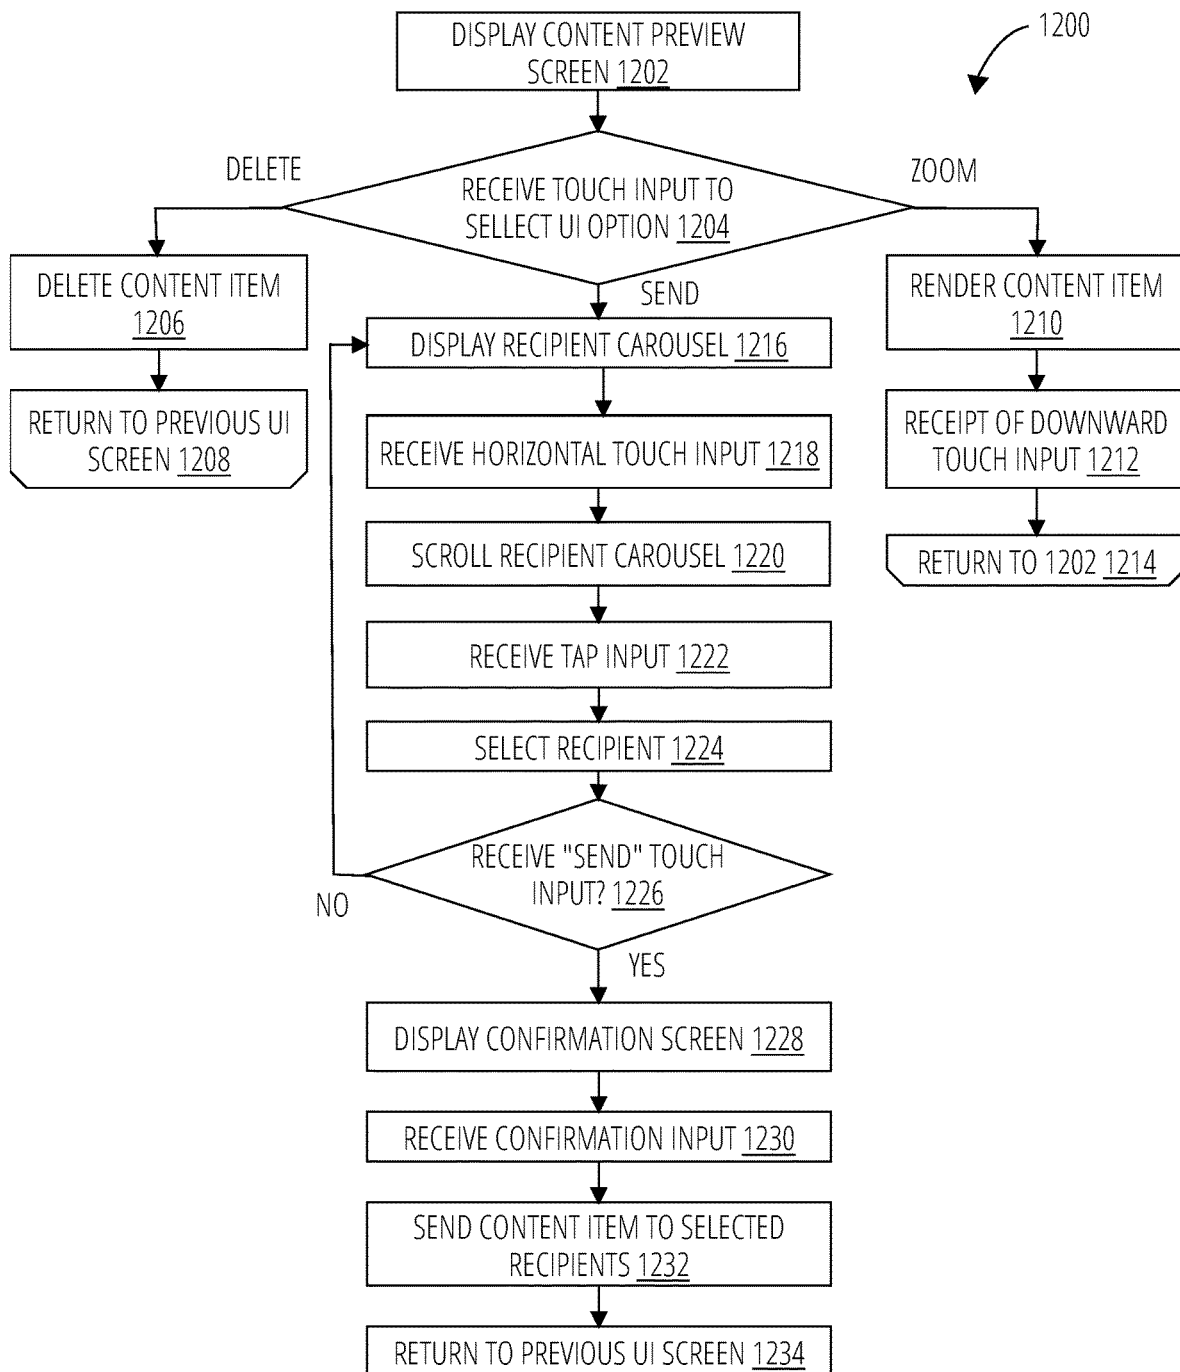 DISPLAY CONTENT PREVIEW
SCREEN 1202
1200
DELETE
ZOOM
RECEIVE TOUCH INPUT TO
SELLECT UI OPTION 1204
DELETE CONTENT ITEM
1206
SEND
RENDER CONTENT ITEM
1210
DISPLAY RECIPIENT CAROUSEL 1216
RETURN TO PREVIOUS UI
SCREEN 1208
RECEIVE HORIZONTAL TOUCH INPUT 1218
RECEIPT OF DOWNWARD
TOUCH INPUT 1212
SCROLL RECIPIENT CAROUSEL 1220
RETURN TO 1202 1214
RECEIVE TAP INPUT 1222
SELECT RECIPIENT 1224
RECEIVE "SEND" TOUCH
INPUT? 1226
NO
YES
DISPLAY CONFIRMATION SCREEN 1228
RECEIVE CONFIRMATION INPUT 1230
SEND CONTENT ITEM TO SELECTED
RECIPIENTS 1232
RETURN TO PREVIOUS UI SCREEN 1234